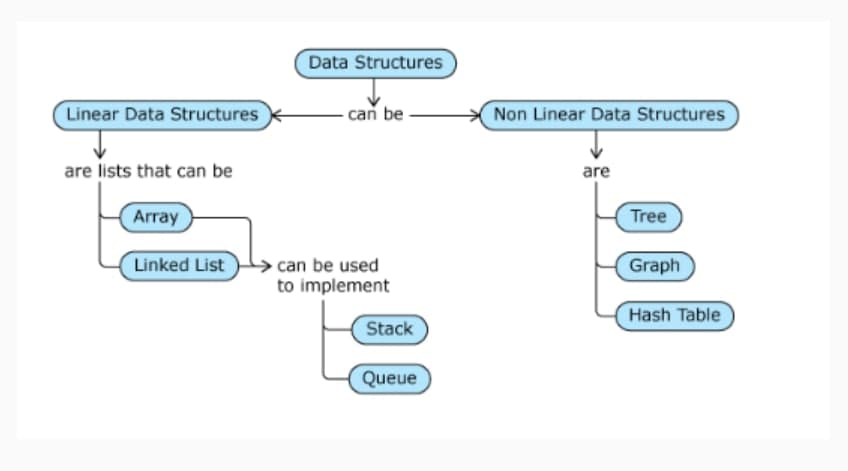 Data Structures
Linear Data Structures
can be
Non Linear Data Structures
are lists that can be
are
Array
Tree
Linked List
can be used
to implement
Graph
Stack
Hash Table
Queue